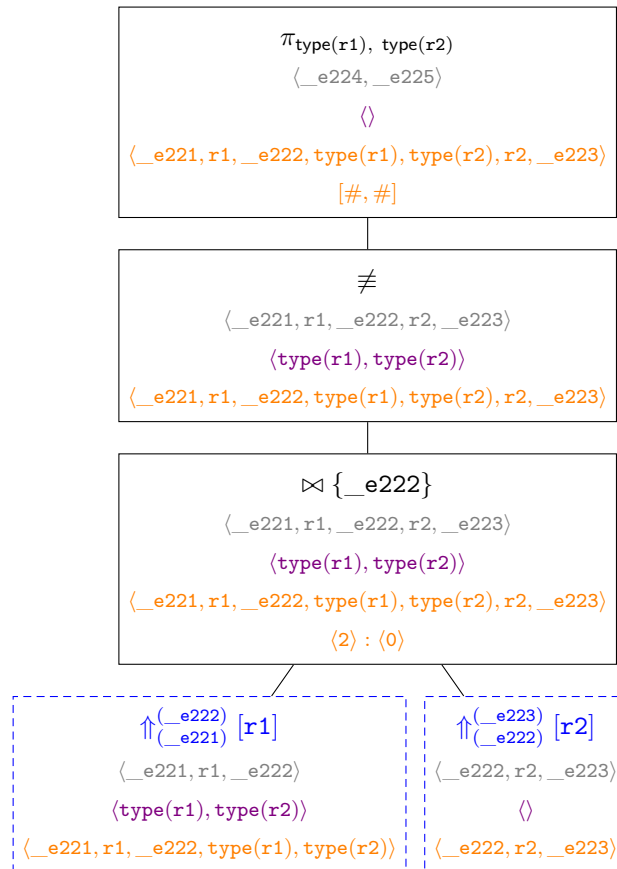 π type(r1), type(r2)
⟨__e224, __e225⟩
⟨⟩
⟨__e221, r1, __e222, type(r1), type(r2), r2, __e223⟩
[#, #]
≢
⟨__e221, r1, __e222, r2, __e223⟩
⟨type(r1), type(r2)⟩
⟨__e221, r1, __e222, type(r1), type(r2), r2, __e223⟩
⋈ {__e222}
⟨__e221, r1, __e222, r2, __e223⟩
⟨type(r1), type(r2)⟩
⟨__e221, r1, __e222, type(r1), type(r2), r2, __e223⟩
⟨2⟩ : ⟨0⟩
⇑ (__e222) (__e221) [r1]
⟨__e221, r1, __e222⟩
⟨type(r1), type(r2)⟩
⟨__e221, r1, __e222, type(r1), type(r2)⟩
⇑ (__e223) (__e222) [r2]
⟨__e222, r2, __e223⟩
⟨⟩
⟨__e222, r2, __e223⟩